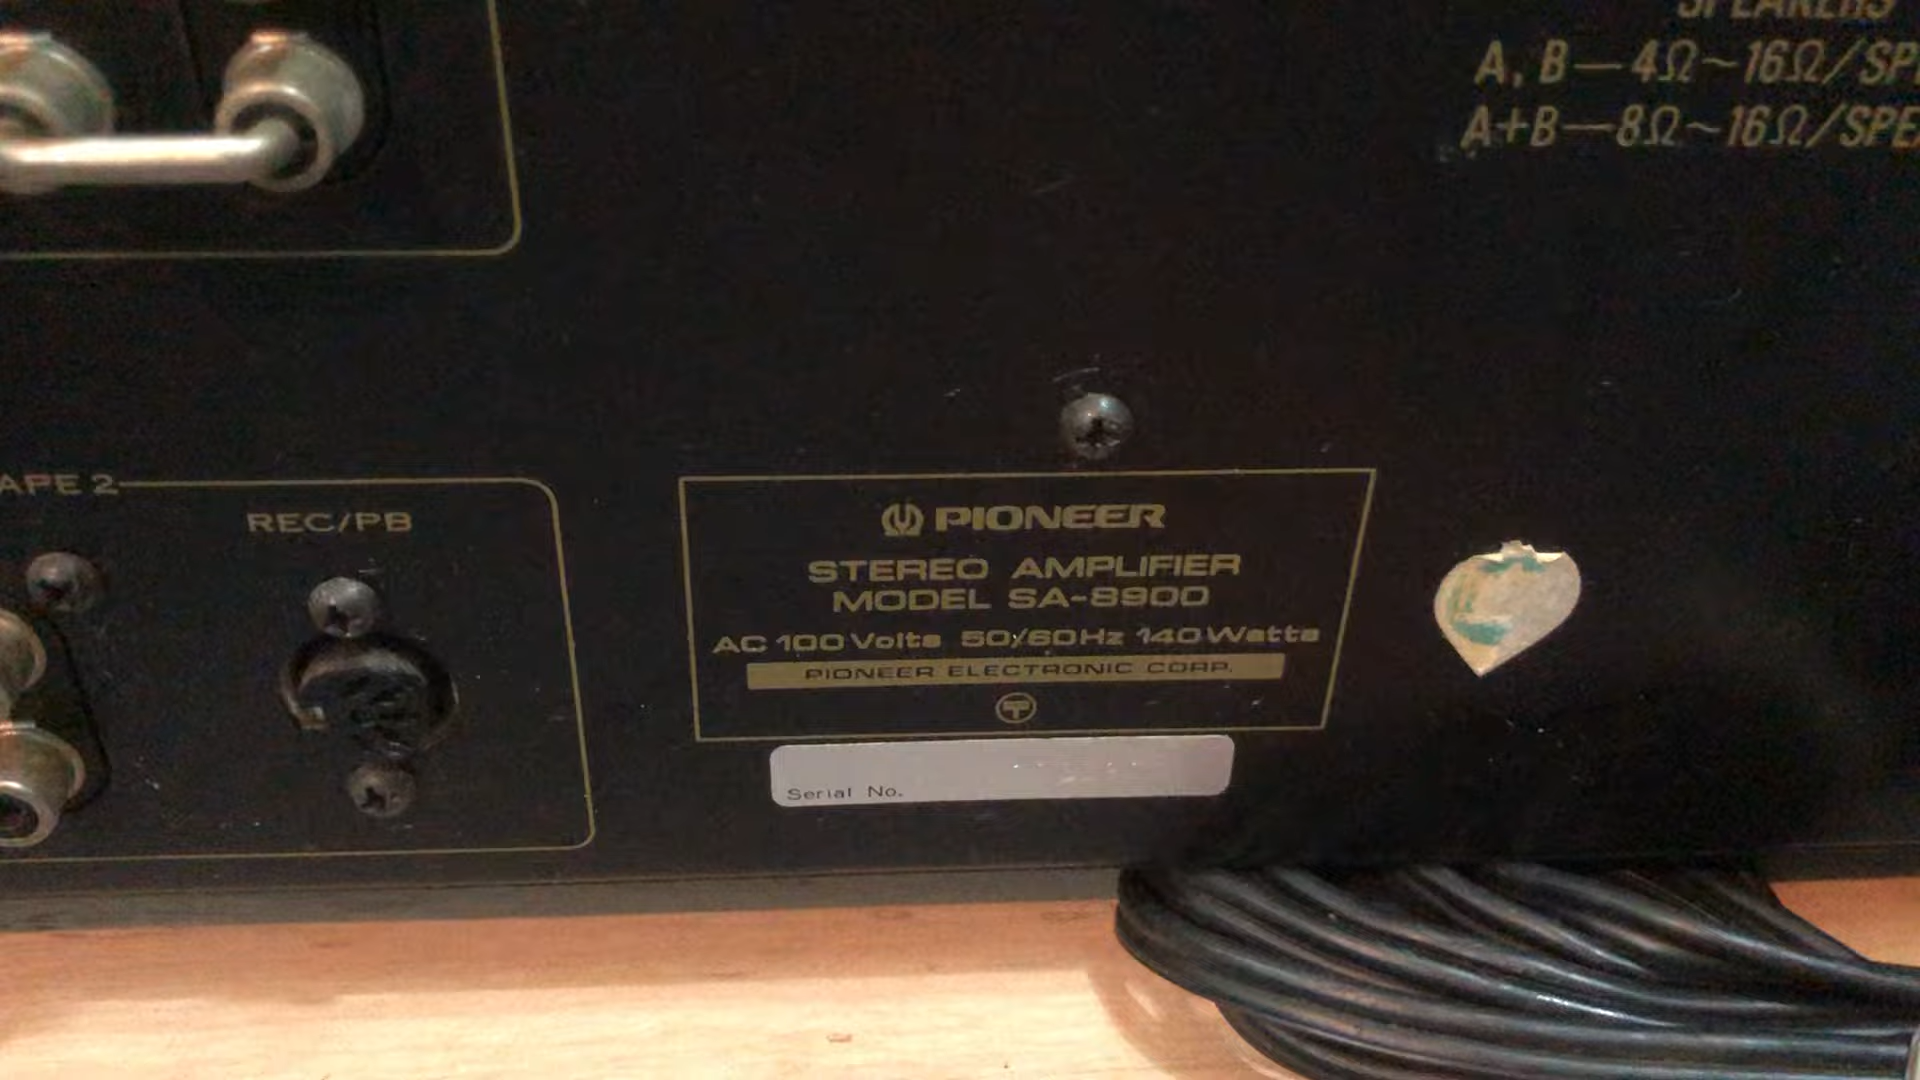 SPEAKERS
A, B—4Ω~16Ω/SPE
A+B—8Ω~16Ω/SPE
APE 2
REC/PB
PIONEER
STEREO AMPLIFIER
MODEL SA-8900
AC 100 Volts 50/60Hz 140 Watts
PIONEER ELECTRONIC CORP.
T
Serial No.